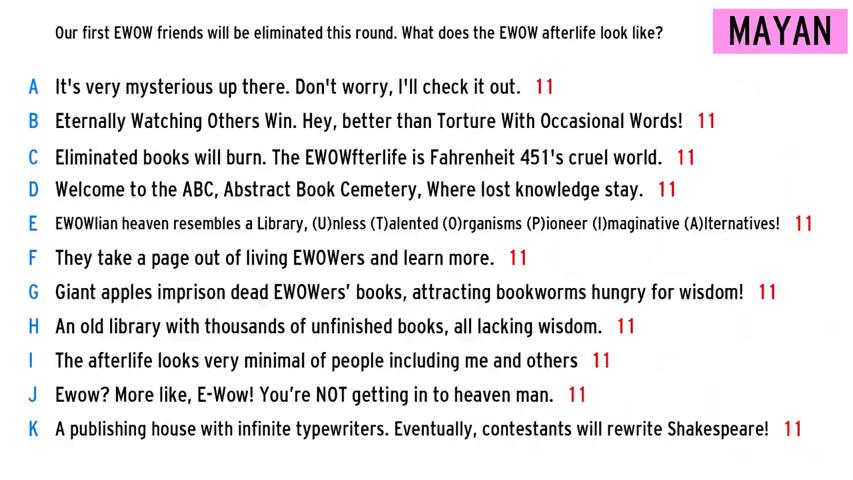 Our first EWOW friends will be eliminated this round. What does the EWOW afterlife look like?
MAYAN
A It's very mysterious up there. Don't worry, I'll check it out. 11
B Eternally Watching Others Win. Hey, better than Torture With Occasional Words! 11
C Eliminated books will burn. The EWOWfterlife is Fahrenheit 451's cruel world. 11
D Welcome to the ABC, Abstract Book Cemetery, Where lost knowledge stay. 11
E EWOWlian heaven resembles a Library, (U)nless (T)alented (O)rganisms (P)ioneer (I)maginative (A)lternatives! 11
F They take a page out of living EWOWers and learn more. 11
G Giant apples imprison dead EWOWers’ books, attracting bookworms hungry for wisdom! 11
H An old library with thousands of unfinished books, all lacking wisdom. 11
I The afterlife looks very minimal of people including me and others 11
J Ewow? More like, E-Wow! You’re NOT getting in to heaven man. 11
K A publishing house with infinite typewriters. Eventually, contestants will rewrite Shakespeare! 11